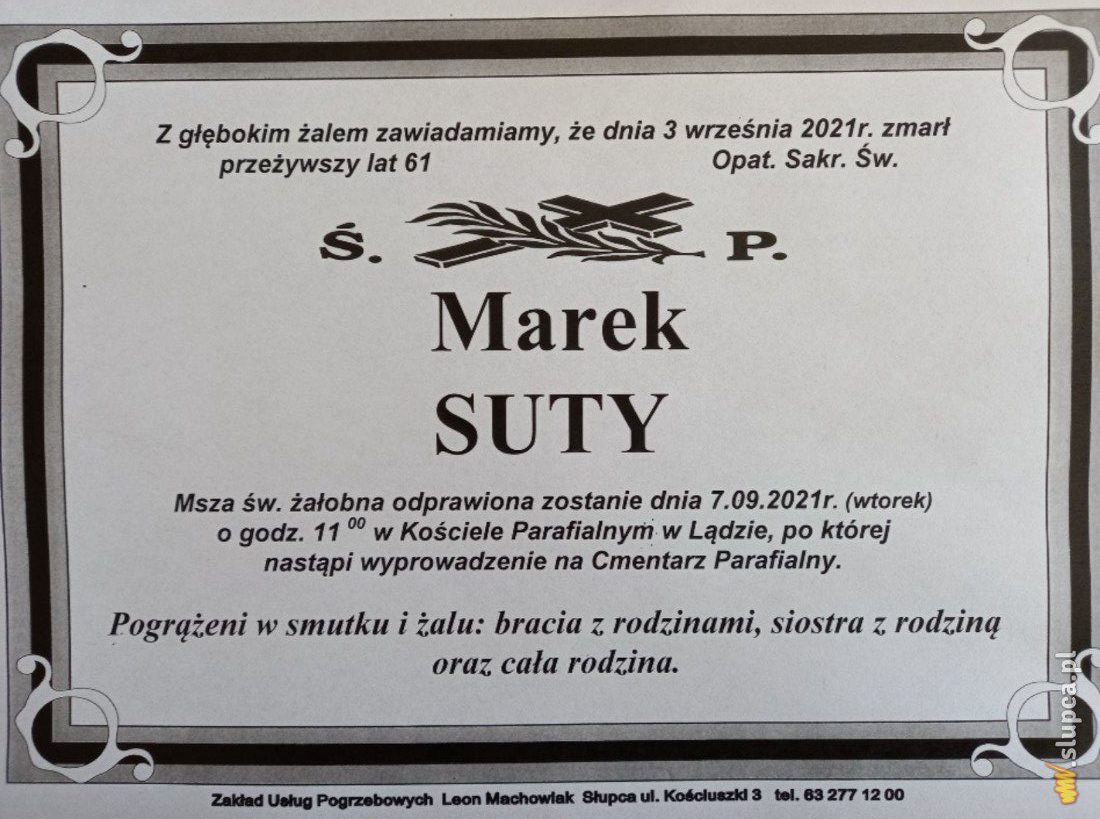 Z głębokim żalem zawiadamiamy, że dnia 3 września 2021r. zmarł
przeżywszy lat 61 Opat. Sakr. Św.
Ś. P.
Marek
SUTY
Msza św. żałobna odprawiona zostanie dnia 7.09.2021r. (wtorek)
o godz. 11 00 w Kościele Parafialnym w Lądzie, po której
nastąpi wyprowadzenie na Cmentarz Parafialny.
Pogrążeni w smutku i żalu: bracia z rodzinami, siostra z rodziną
oraz cała rodzina.
Zakład Usług Pogrzebowych Leon Machowiak Słupca ul. Kościuszki 3 tel. 63 277 12 00
.slupca.pl